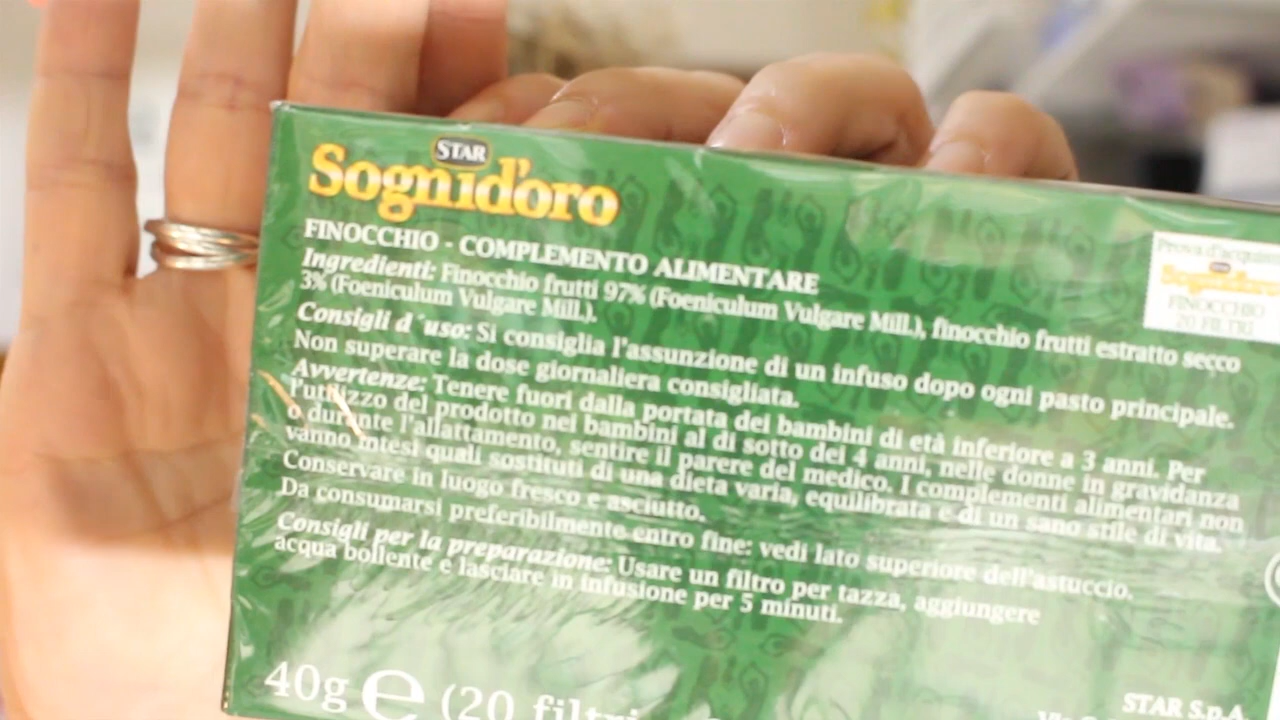 STAR
Sognid'oro
FINOCCHIO - COMPLEMENTO ALIMENTARE
Ingredienti: Finocchio frutti 97% (Foeniculum Vulgare Mill.), finocchio frutti estratto secco
3% (Foeniculum Vulgare Mill.).
Consigli d´uso: Si consiglia l'assunzione di un infuso dopo ogni pasto principale.
Non superare la dose giornaliera consigliata.
Avvertenze: Tenere fuori dalla portata dei bambini di età inferiore a 3 anni. Per
l'utilizzo del prodotto nei bambini al di sotto dei 4 anni, nelle donne in gravidanza
o durante l'allattamento, sentire il parere del medico. I complementi alimentari non
vanno intesi quali sostituti di una dieta varia, equilibrata e di un sano stile di vita.
Conservare in luogo fresco e asciutto.
Da consumarsi preferibilmente entro fine: vedi lato superiore dell'astuccio.
Consigli per la preparazione: Usare un filtro per tazza, aggiungere
acqua bollente e lasciare in infusione per 5 minuti.
40g e (20 filtri
STAR S.p.A.
Prova d'acquisto
Sognid'oro
FINOCCHIO
20 FILTRI